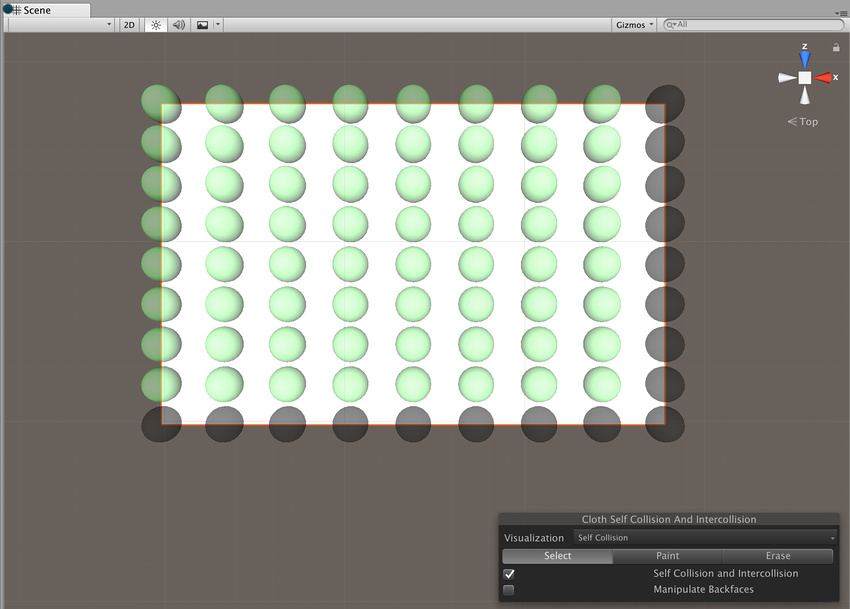 Scene
2D
Gizmos
All
z
x
Top
Cloth Self Collision And Intercollision
Visualization Self Collision
Select Paint Erase
Self Collision and Intercollision
Manipulate Backfaces